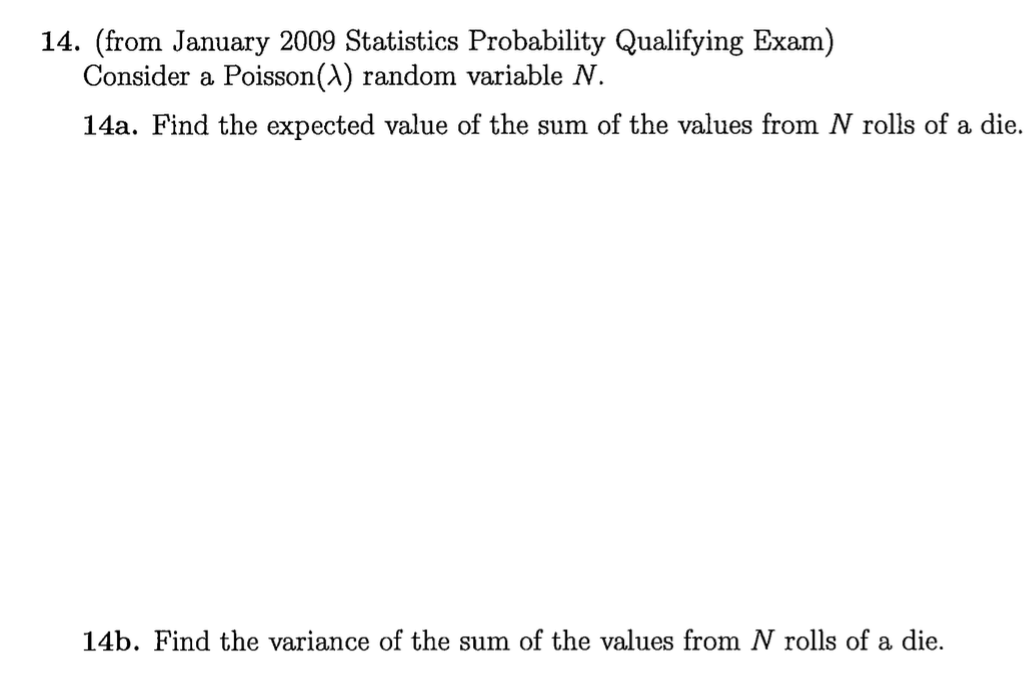 14. (from January 2009 Statistics Probability Qualifying Exam)
Consider a Poisson(λ) random variable N.
14a. Find the expected value of the sum of the values from N rolls of a die.
14b. Find the variance of the sum of the values from N rolls of a die.